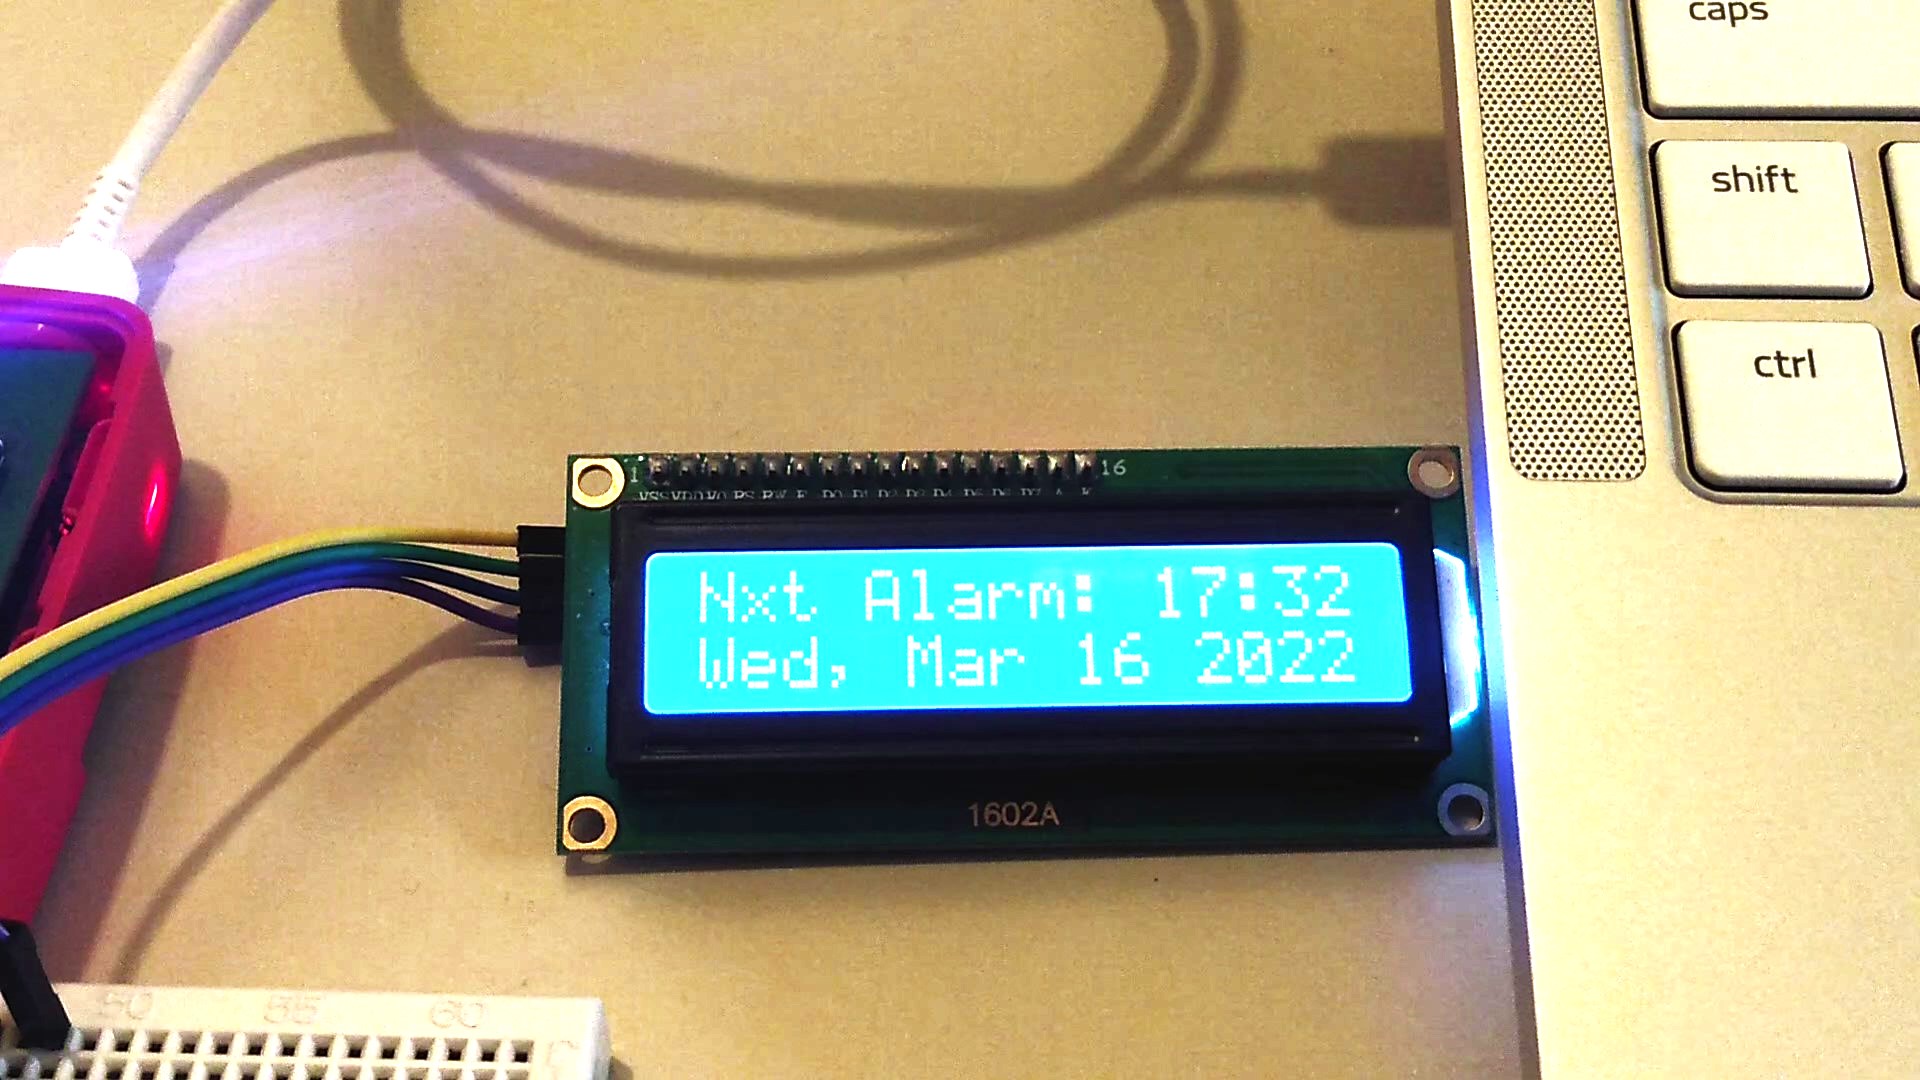 caps
shift
ctrl
1
16
VSS VDD V0 RS RW E D0 D1 D2 D3 D4 D5 D6 D7 A K
Nxt Alarm: 17:32
Wed, Mar 16 2022
1602A
50 55 60